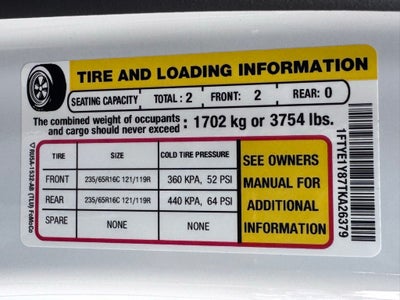 TIRE AND LOADING INFORMATION
SEATING CAPACITY TOTAL : 2 FRONT: 2 REAR: 0
The combined weight of occupants
and cargo should never exceed : 1702 kg or 3754 lbs.
TIRE SIZE COLD TIRE PRESSURE
FRONT 235/65R16C 121/119R 360 KPA, 52 PSI
REAR 235/65R16C 121/119R 440 KPA, 64 PSI
SPARE NONE NONE
SEE OWNERS
MANUAL FOR
ADDITIONAL
INFORMATION
1FTYE1Y87TKA26379